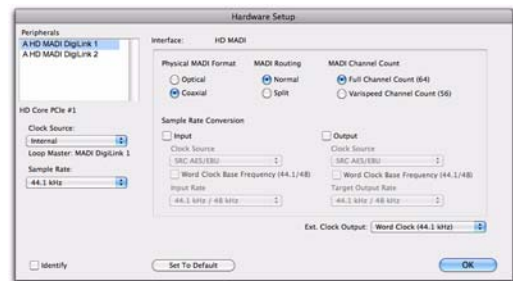 Hardware Setup
Peripherals
A HD MADI DigiLink 1
A HD MADI DigiLink 2
HD Core PCIe #1
Clock Source:
Internal
Loop Master: MADI DigiLink 1
Sample Rate:
44.1 kHz
Identify
Interface: HD MADI
Physical MADI Format
Optical
Coaxial
MADI Routing
Normal
Split
MADI Channel Count
Full Channel Count (64)
Varispeed Channel Count (56)
Sample Rate Conversion
Input
Clock Source
SRC AES/EBU
Word Clock Base Frequency (44.1/48)
Input Rate
44.1 kHz / 48 kHz
Output
Clock Source
SRC AES/EBU
Word Clock Base Frequency (44.1/48)
Target Output Rate
44.1 kHz / 48 kHz
Ext. Clock Output: Word Clock (44.1 kHz)
Set To Default
OK